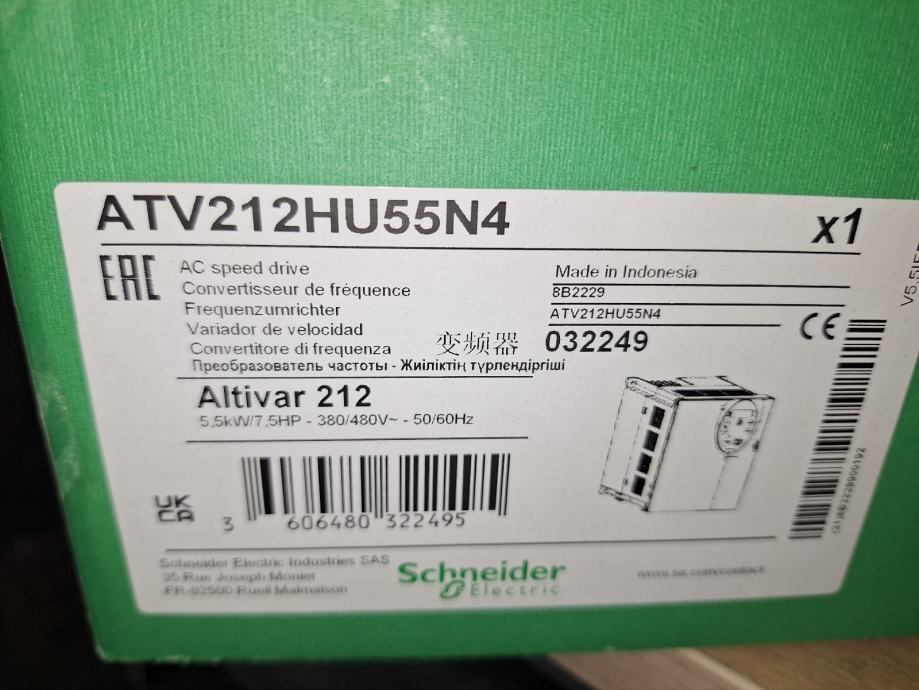 ATV212HU55N4
x1
EAC
AC speed drive
Convertisseur de fréquence
Frequenzumrichter
Variador de velocidad
Convertitore di frequenza
变频器
Преобразователь частоты - Жиіліктің түрлендіргіші
Made in Indonesia
8B2229
ATV212HU55N4
032249
CE
Altivar 212
5,5kW/7,5HP - 380/480V~ - 50/60Hz
UK
CA
3 606480 322495
(21)8B2229900192
Schneider Electric Industries SAS
35 Rue Joseph Monier
FR-92500 Rueil Malmaison
Schneider
Electric
www.se.com/contact